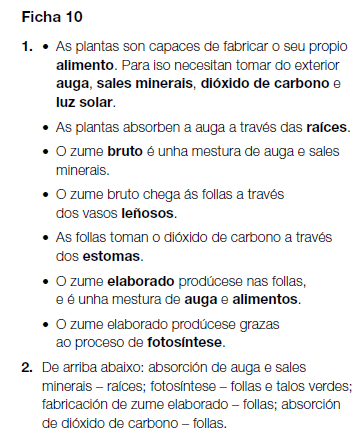 Ficha 10
1. • As plantas son capaces de fabricar o seu propio
alimento. Para iso necesitan tomar do exterior
auga, sales minerais, dióxido de carbono e
luz solar.
• As plantas absorben a auga a través das raíces.
• O zume bruto é unha mestura de auga e sales
minerais.
• O zume bruto chega ás follas a través
dos vasos leñosos.
• As follas toman o dióxido de carbono a través
dos estomas.
• O zume elaborado prodúcese nas follas,
e é unha mestura de auga e alimentos.
• O zume elaborado prodúcese grazas
ao proceso de fotosíntese.
2. De arriba abaixo: absorción de auga e sales
minerais – raíces; fotosíntese – follas e talos verdes;
fabricación de zume elaborado – follas; absorción
de dióxido de carbono – follas.